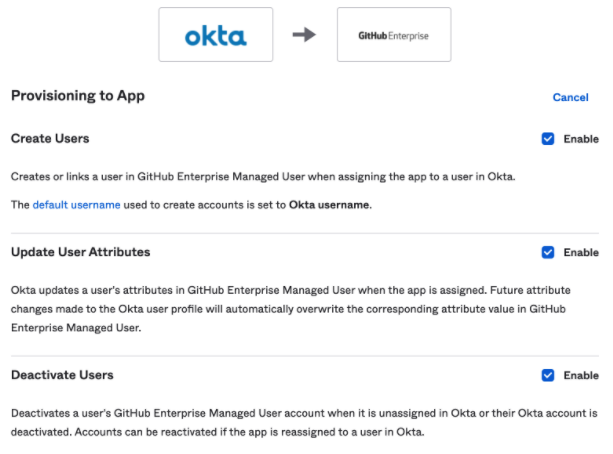 okta
GitHub Enterprise
Provisioning to App
Cancel
Create Users
Enable
Creates or links a user in GitHub Enterprise Managed User when assigning the app to a user in Okta.
The default username used to create accounts is set to Okta username.
Update User Attributes
Enable
Okta updates a user's attributes in GitHub Enterprise Managed User when the app is assigned. Future attribute
changes made to the Okta user profile will automatically overwrite the corresponding attribute value in GitHub
Enterprise Managed User.
Deactivate Users
Enable
Deactivates a user's GitHub Enterprise Managed User account when it is unassigned in Okta or their Okta account is
deactivated. Accounts can be reactivated if the app is reassigned to a user in Okta.